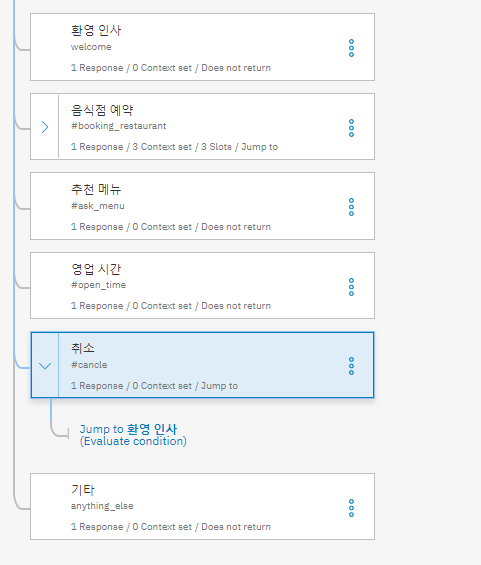 환영 인사
welcome
1 Response / 0 Context set / Does not return
음식점 예약
#booking_restaurant
1 Response / 3 Context set / 3 Slots / Jump to
추천 메뉴
#ask_menu
1 Response / 0 Context set / Does not return
영업 시간
#open_time
1 Response / 0 Context set / Does not return
취소
#cancle
1 Response / 0 Context set / Jump to
Jump to 환영 인사
(Evaluate condition)
기타
anything_else
1 Response / 0 Context set / Does not return